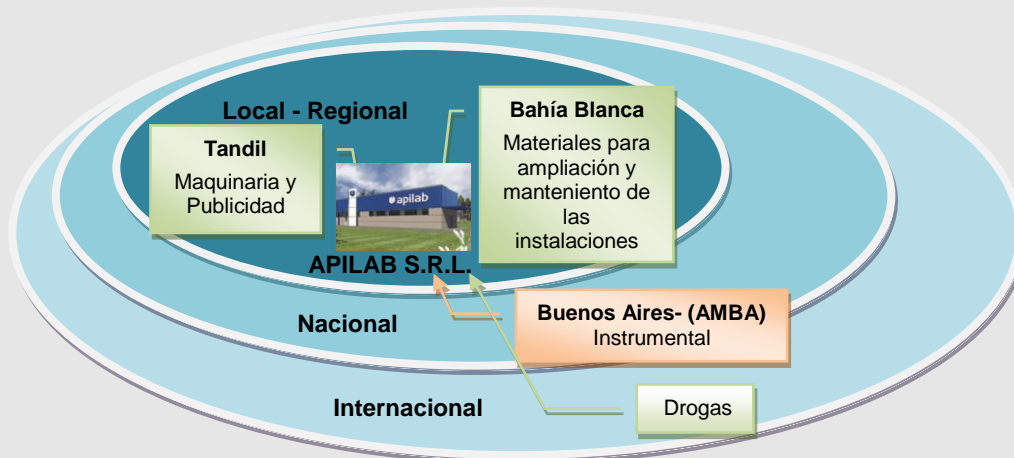 Local - Regional
Tandil
Maquinaria y
Publicidad
Bahía Blanca
Materiales para
ampliación y
manteniento de
las
instalaciones
apilab
APILAB S.R.L.
Nacional
Buenos Aires- (AMBA)
Instrumental
Internacional
Drogas